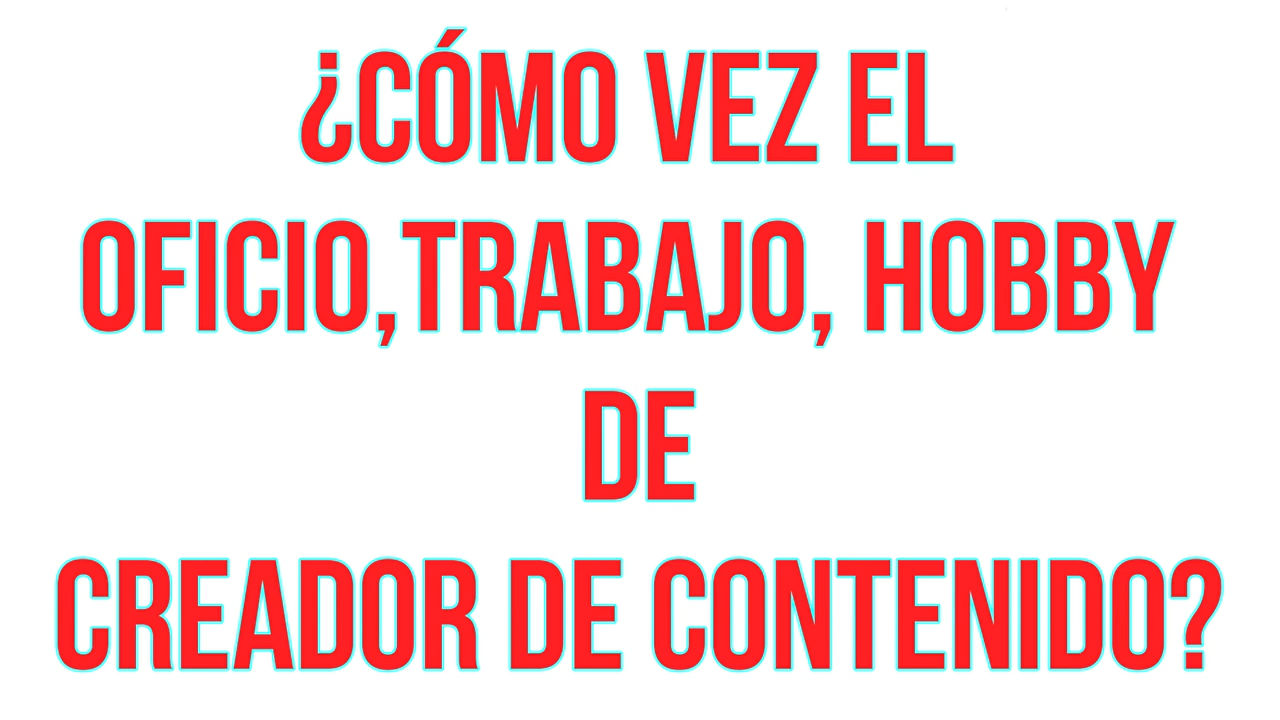 ¿CÓMO VEZ EL
OFICIO,TRABAJO, HOBBY
DE
CREADOR DE CONTENIDO?